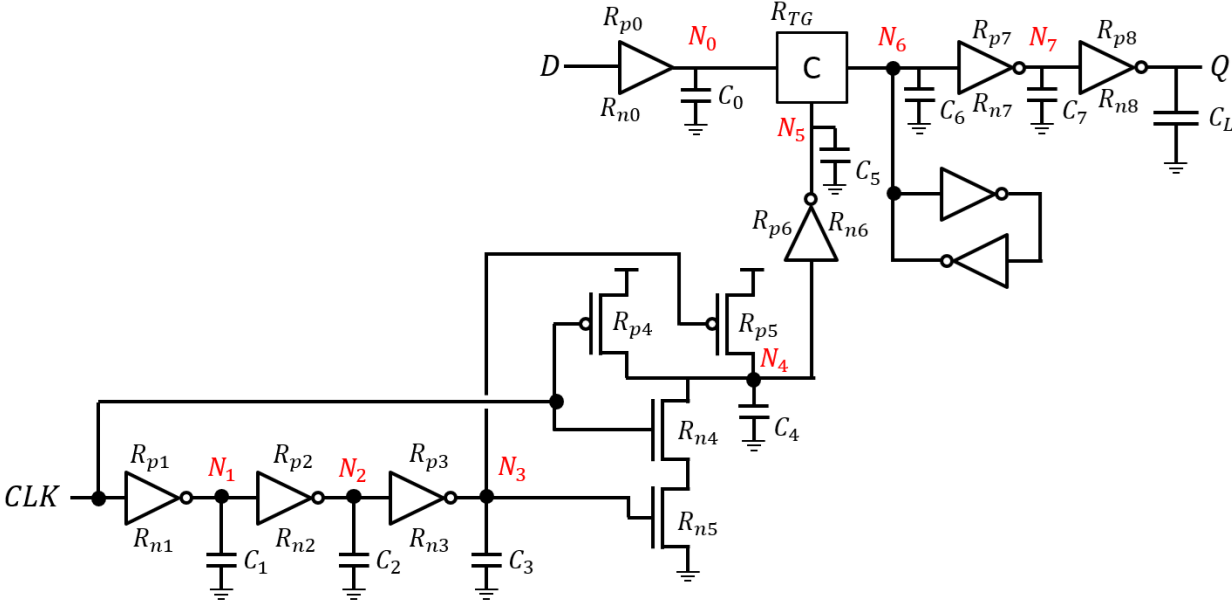 R_{p0} N_0 R_{TG} N_6 R_{p7} N_7 R_{p8}
D C Q
R_{n0} C_0 C_6 R_{n7} C_7 R_{n8} C_L
N_5
C_5
R_{p6} R_{n6}
R_{p4} R_{p5}
N_4
C_4
R_{n4}
R_{p1} N_1 R_{p2} N_2 R_{p3} N_3
CLK
R_{n1} R_{n2} R_{n3} R_{n5}
C_1 C_2 C_3